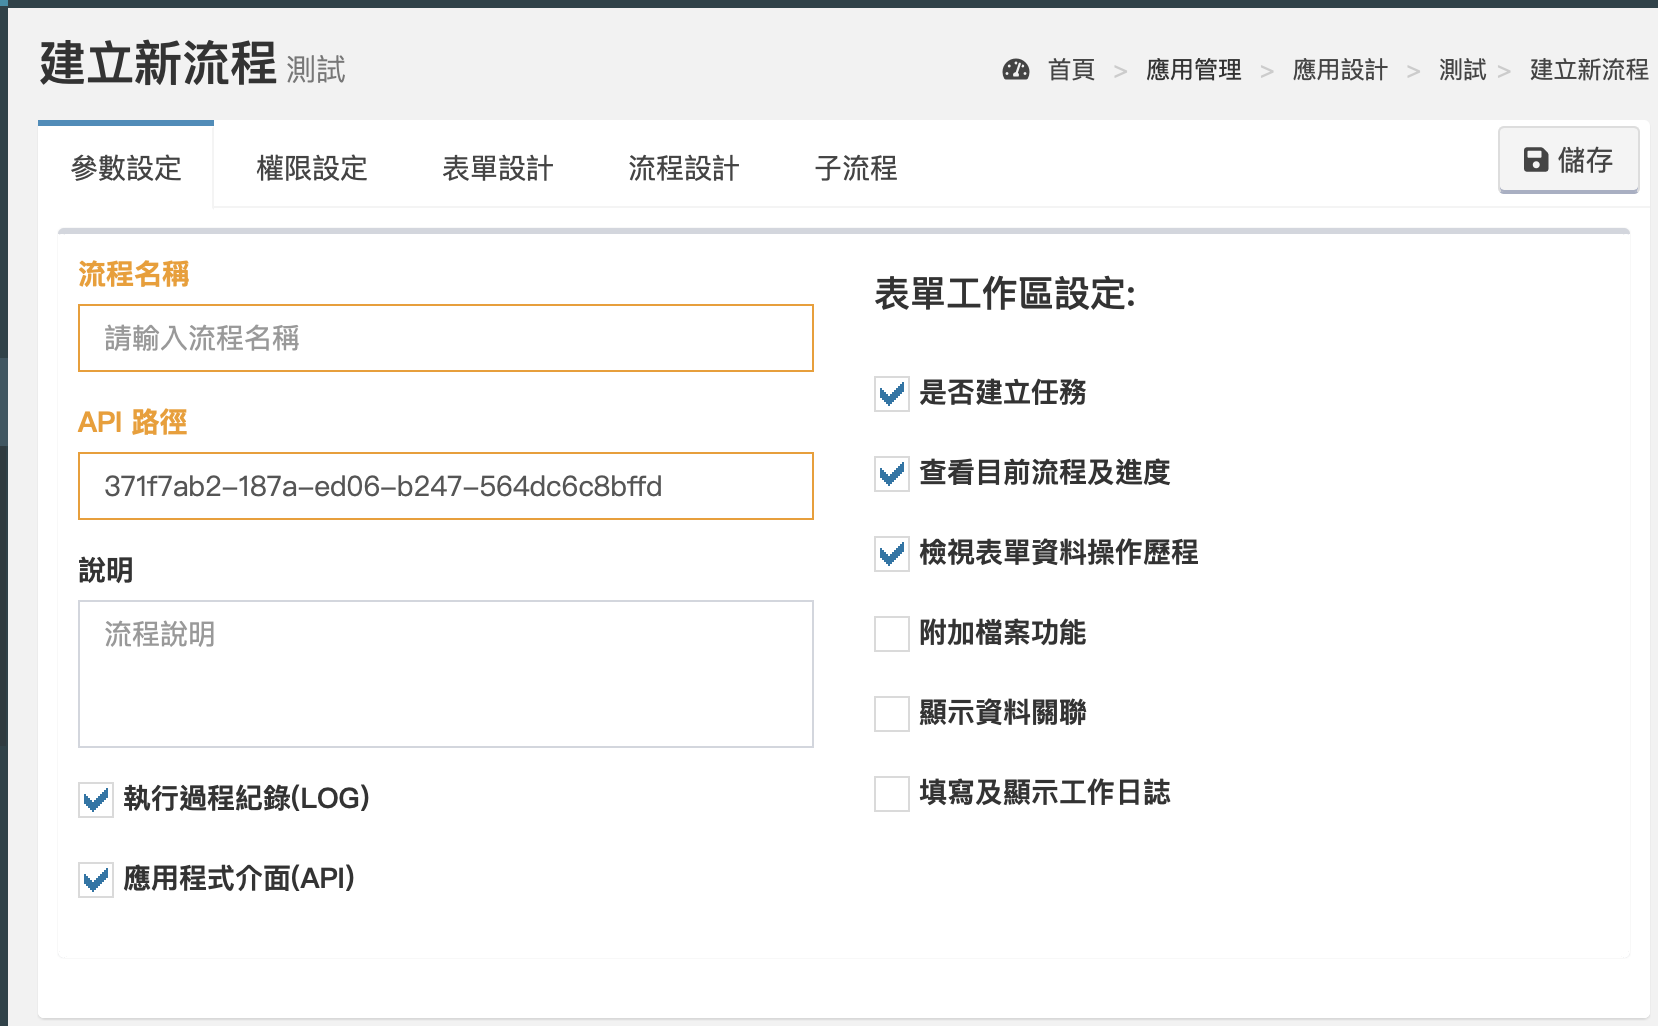 建立新流程 測試
首頁 > 應用管理 > 應用設計 > 測試 > 建立新流程
參數設定 權限設定 表單設計 流程設計 子流程 儲存
流程名稱
請輸入流程名稱
API 路徑
371f7ab2-187a-ed06-b247-564dc6c8bffd
說明
流程說明
執行過程紀錄(LOG)
應用程式介面(API)
表單工作區設定:
是否建立任務
查看目前流程及進度
檢視表單資料操作歷程
附加檔案功能
顯示資料關聯
填寫及顯示工作日誌